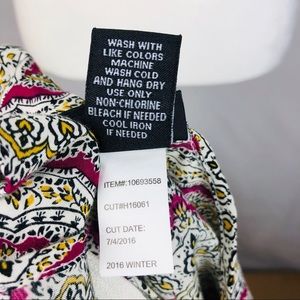 WASH WITH
LIKE COLORS
MACHINE
WASH COLD
AND HANG DRY
USE ONLY
NON-CHLORINE
BLEACH IF NEEDED
COOL IRON
IF NEEDED
ITEM#:10693558
CUT#H16061
CUT DATE:
7/4/2016
2016 WINTER